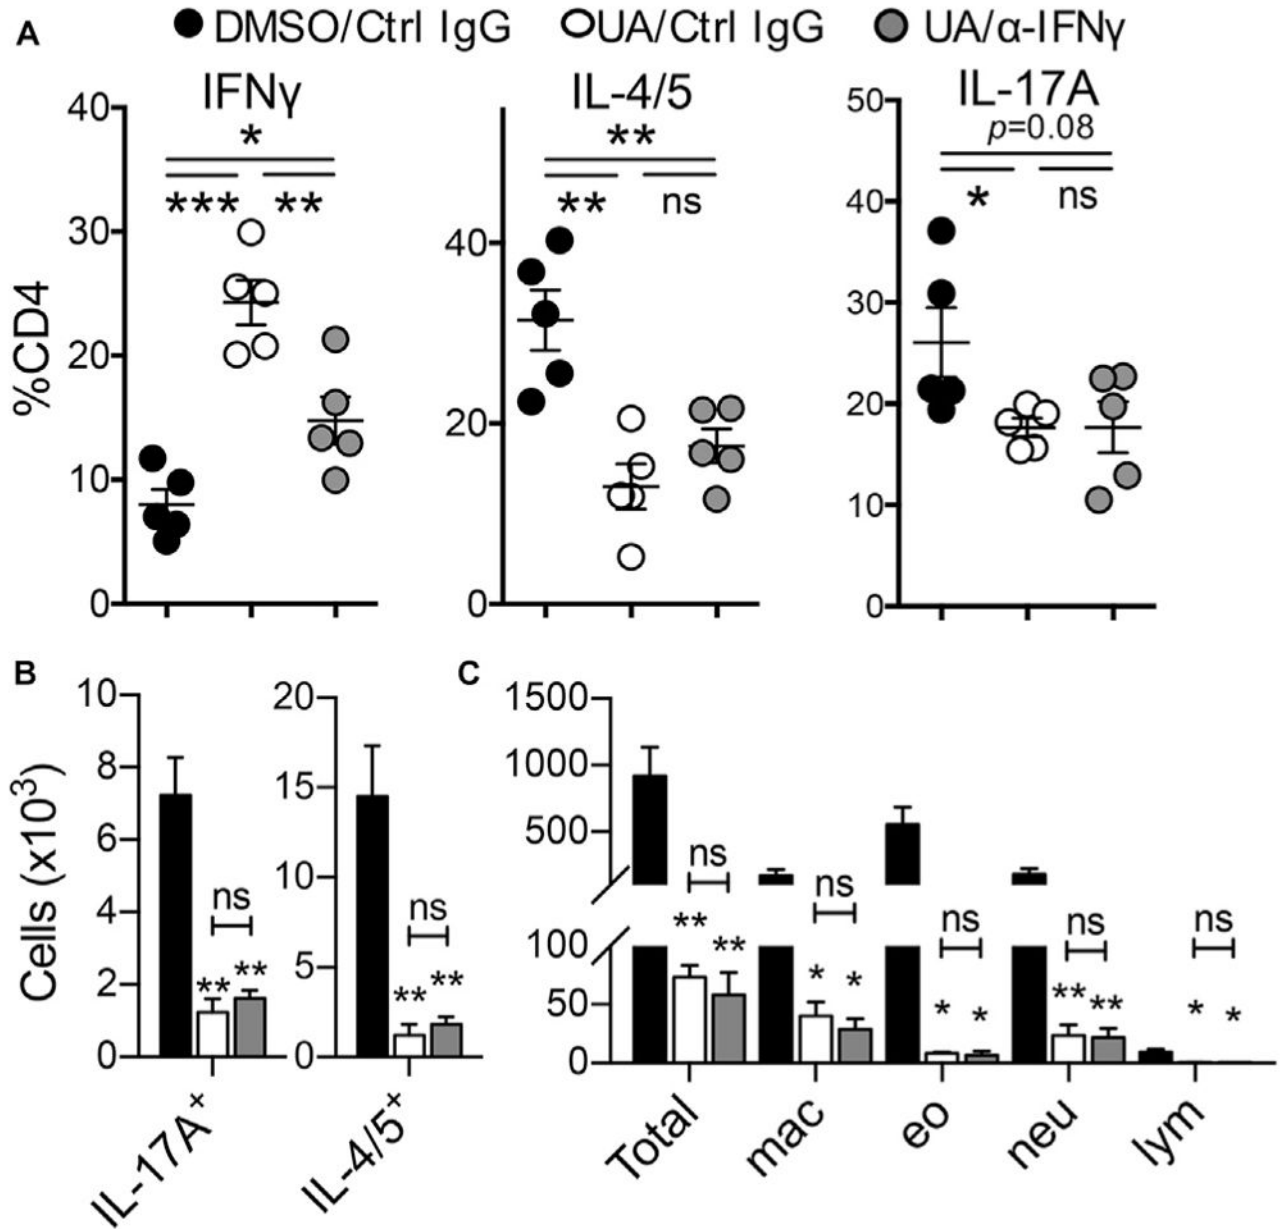 A
DMSO/Ctrl IgG UA/Ctrl IgG UA/α-IFNγ
IFNγ IL-4/5 IL-17A
%CD4
40
30
20
10
0
*
*** **
40
20
0
**
** ns
50
40
30
20
10
0
p=0.08
* ns
B
Cells (x10³)
10
8
6
4
2
0
ns
** **
IL-17A⁺
20
15
10
5
0
ns
** **
IL-4/5⁺
C
1500
1000
500
100
50
0
ns ns ns ns ns
** ** * * * * ** ** * *
Total mac eo neu lym